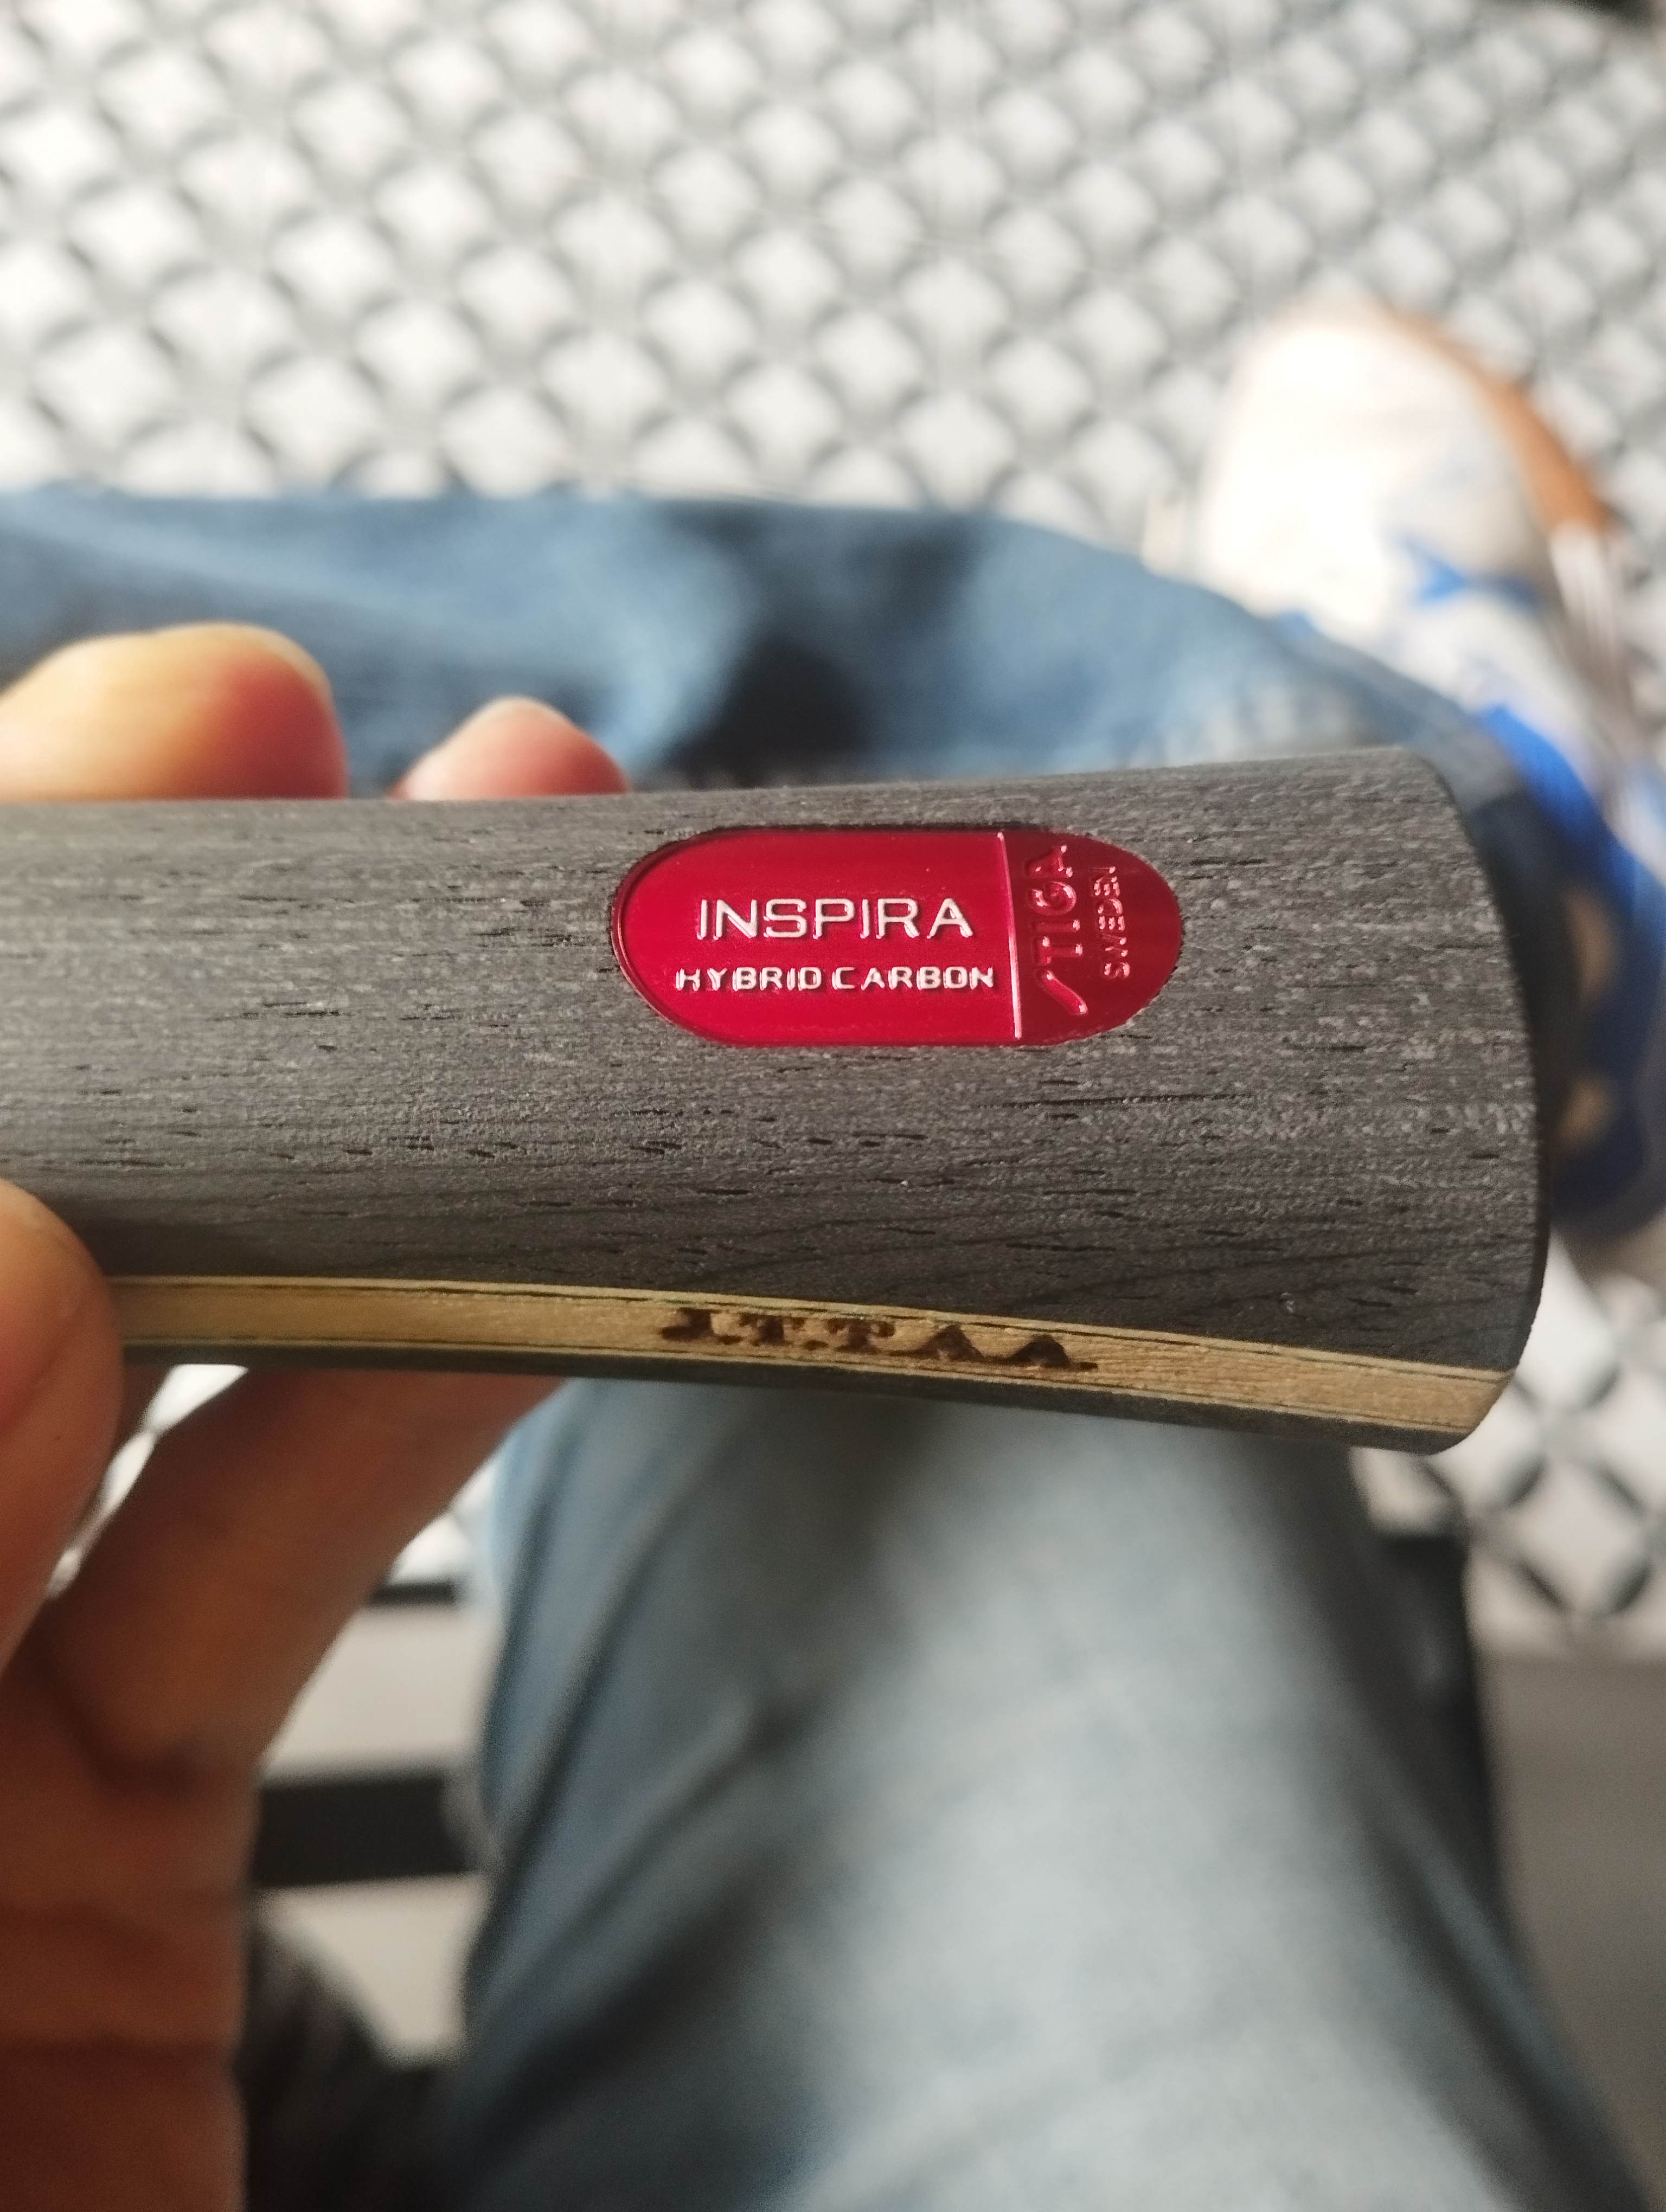 INSPIRA
HYBRID CARBON
STIGA
SWEDEN
J.T.T.A.A.